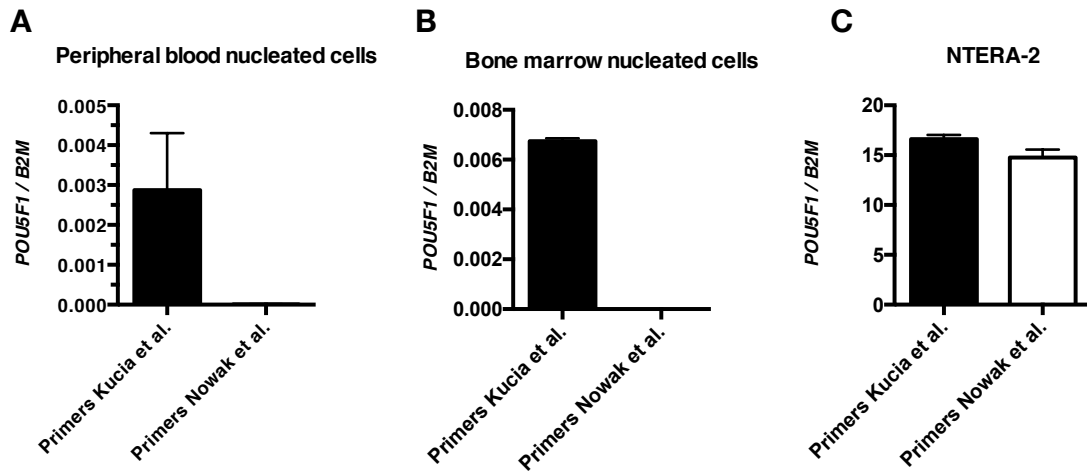 A
Peripheral blood nucleated cells
POU5F1 / B2M
0.005
0.004
0.003
0.002
0.001
0.000
Primers Kucia et al.
Primers Nowak et al.
B
Bone marrow nucleated cells
POU5F1 / B2M
0.008
0.006
0.004
0.002
0.000
Primers Kucia et al.
Primers Nowak et al.
C
NTERA-2
POU5F1 / B2M
20
15
10
5
0
Primers Kucia et al.
Primers Nowak et al.